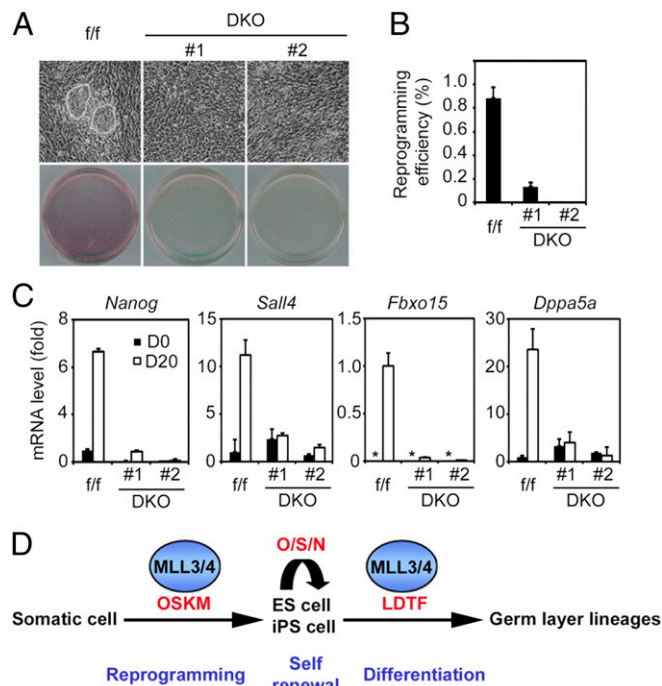 A
f/f
DKO
#1
#2
B
Reprogramming
efficiency (%)
1.0
0.8
0.6
0.4
0.2
0
f/f
#1
#2
DKO
C
Nanog
Sall4
Fbxo15
Dppa5a
mRNA level (fold)
8
6
4
2
0
D0
D20
f/f
#1
#2
DKO
15
10
5
0
f/f
#1
#2
DKO
1.5
1.0
0.5
0.0
*
*
*
f/f
#1
#2
DKO
30
20
10
0
f/f
#1
#2
DKO
D
MLL3/4
O/S/N
MLL3/4
OSKM
LDTF
Somatic cell
ES cell
iPS cell
Germ layer lineages
Reprogramming
Self
renewal
Differentiation